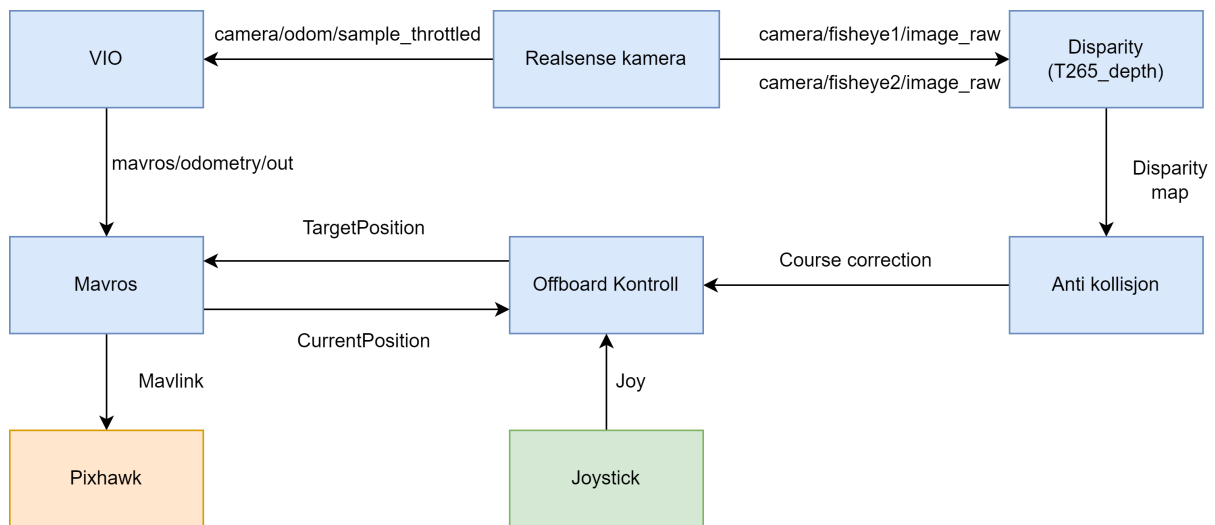 camera/odom/sample_throttled
camera/fisheye1/image_raw
VIO
Realsense kamera
Disparity
(T265_depth)
camera/fisheye2/image_raw
mavros/odometry/out
Disparity
map
TargetPosition
Course correction
Mavros
Offboard Kontroll
Anti kollisjon
CurrentPosition
Mavlink
Joy
Pixhawk
Joystick